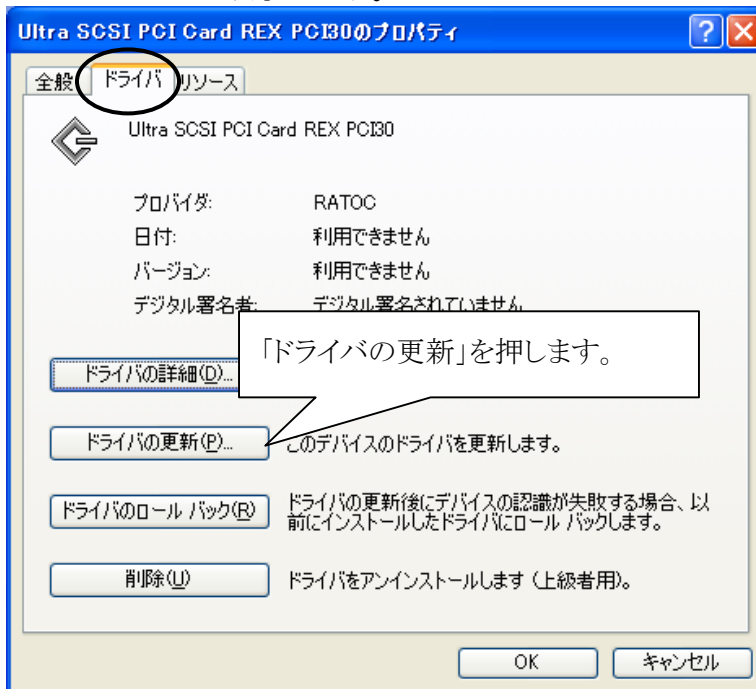 Ultra SCSI PCI Card REX PCI30のプロパティ
全般 ドライバ リソース
Ultra SCSI PCI Card REX PCI30
プロバイダ: RATOC
日付: 利用できません
バージョン: 利用できません
デジタル署名者: デジタル署名されていません
「ドライバの更新」を押します。
ドライバの詳細(D)...
ドライバの更新(P)... このデバイスのドライバを更新します。
ドライバのロール バック(R) ドライバの更新後にデバイスの認識が失敗する場合、以
前にインストールしたドライバにロール バックします。
削除(U) ドライバをアンインストールします (上級者用)。
OK キャンセル